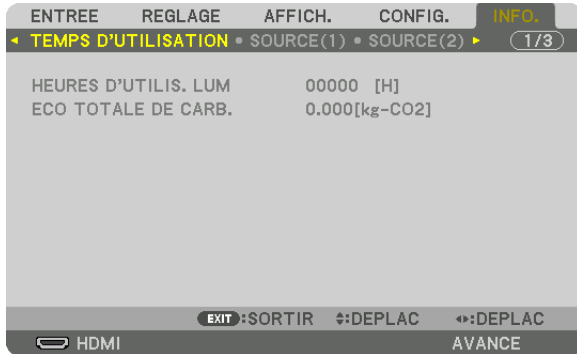 ENTREE REGLAGE AFFICH. CONFIG. INFO.
TEMPS D'UTILISATION • SOURCE(1) • SOURCE(2) 1/3
HEURES D'UTILIS. LUM 00000 [H]
ECO TOTALE DE CARB. 0.000[kg-CO2]
EXIT:SORTIR :DEPLAC :DEPLAC
HDMI AVANCE